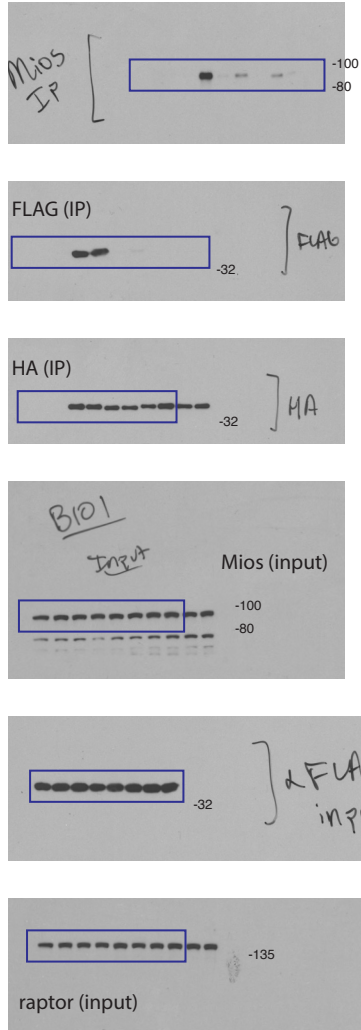 Mios
IP
-100
-80
FLAG (IP)
FLAG
-32
HA (IP)
HA
-32
B101
Input
Mios (input)
-100
-80
αFLA
inp
-32
-135
raptor (input)